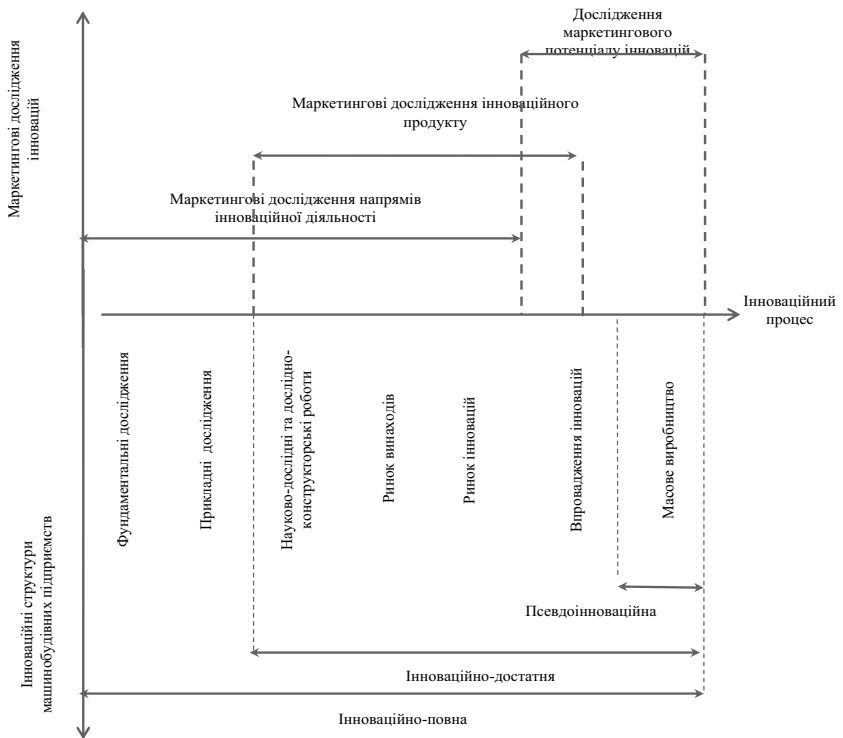 Дослідження
маркетингового
потенціалу інновацій
Маркетингові дослідження інноваційного
продукту
Маркетингові дослідження напрямів
інноваційної діяльності
Маркетингові дослідження
інновацій
Інноваційний
процес
Фундаментальні дослідження
Прикладні дослідження
Науково-дослідні та дослідно-
конструкторські роботи
Ринок винаходів
Ринок інновацій
Впровадження інновацій
Масове виробництво
Інноваційні структури
машинобудівних підприємств
Псевдоінноваційна
Інноваційно-достатня
Інноваційно-повна